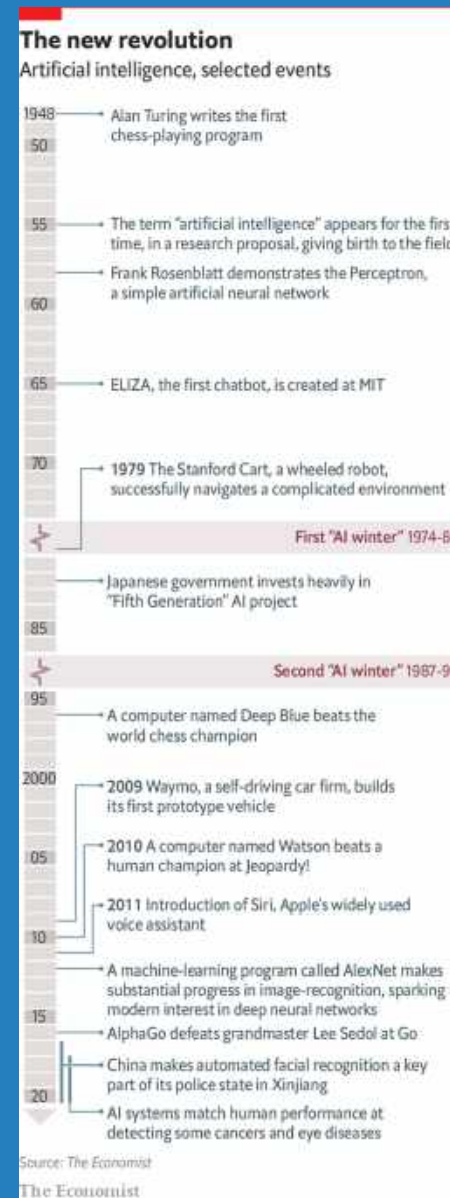 The new revolution
Artificial intelligence, selected events
1948
Alan Turing writes the first
chess-playing program
50
55
The term "artificial intelligence" appears for the firs
time, in a research proposal, giving birth to the field
Frank Rosenblatt demonstrates the Perceptron,
a simple artificial neural network
60
65
ELIZA, the first chatbot, is created at MIT
70
1979 The Stanford Cart, a wheeled robot,
successfully navigates a complicated environment
First "AI winter" 1974-8
Japanese government invests heavily in
"Fifth Generation" AI project
85
Second "AI winter" 1987-9
95
A computer named Deep Blue beats the
world chess champion
2000
2009 Waymo, a self-driving car firm, builds
its first prototype vehicle
05
2010 A computer named Watson beats a
human champion at Jeopardy!
2011 Introduction of Siri, Apple's widely used
voice assistant
10
A machine-learning program called AlexNet makes
substantial progress in image-recognition, sparking
modern interest in deep neural networks
15
AlphaGo defeats grandmaster Lee Sedol at Go
China makes automated facial recognition a key
part of its police state in Xinjiang
20
AI systems match human performance at
detecting some cancers and eye diseases
Source: The Economist
The Economist